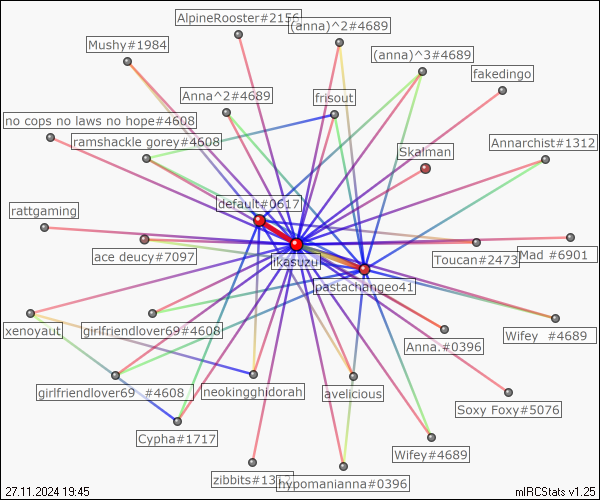 AlpineRooster#2156
(anna)^2#4689
Mushy#1984
(anna)^3#4689
fakedingo
Anna^2#4689
frisout
no cops no laws no hope#4608
ramshackle gorey#4608
Skalman
Annarchist#1312
default#0617
rattgaming
ace deucy#7097
ikasuzu
Toucan#2473
Mad #6901
pastachangeo41
xenoyaut
girlfriendlover69#4608
Anna.#0396
Wifey #4689
girlfriendlover69 #4608
neokingghidorah
avelicious
Soxy Foxy#5076
Cypha#1717
Wifey#4689
hypomanianna#0396
27.11.2024 19:45
mIRCStats v1.25